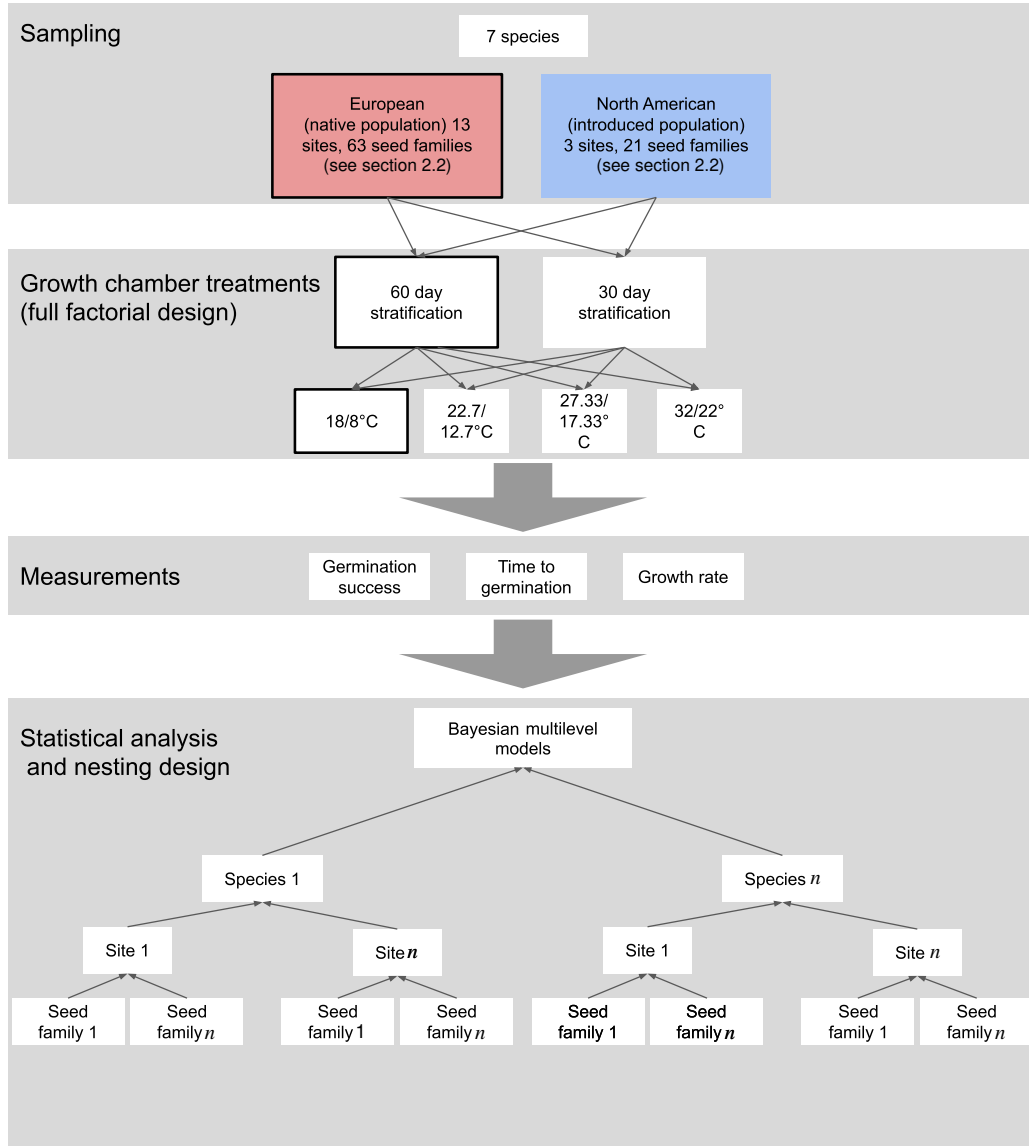 Sampling
7 species
European
(native population) 13
sites, 63 seed families
(see section 2.2)
North American
(introduced population)
3 sites, 21 seed families
(see section 2.2)
Growth chamber treatments
(full factorial design)
60 day
stratification
30 day
stratification
18/8°C
22.7/
12.7°C
27.33/
17.33°
C
32/22°
C
Measurements
Germination
success
Time to
germination
Growth rate
Statistical analysis
and nesting design
Bayesian multilevel
models
Species 1
Species n
Site 1
Site n
Site 1
Site n
Seed
family 1
Seed
family n
Seed
family 1
Seed
family n
Seed
family 1
Seed
family n
Seed
family 1
Seed
family n